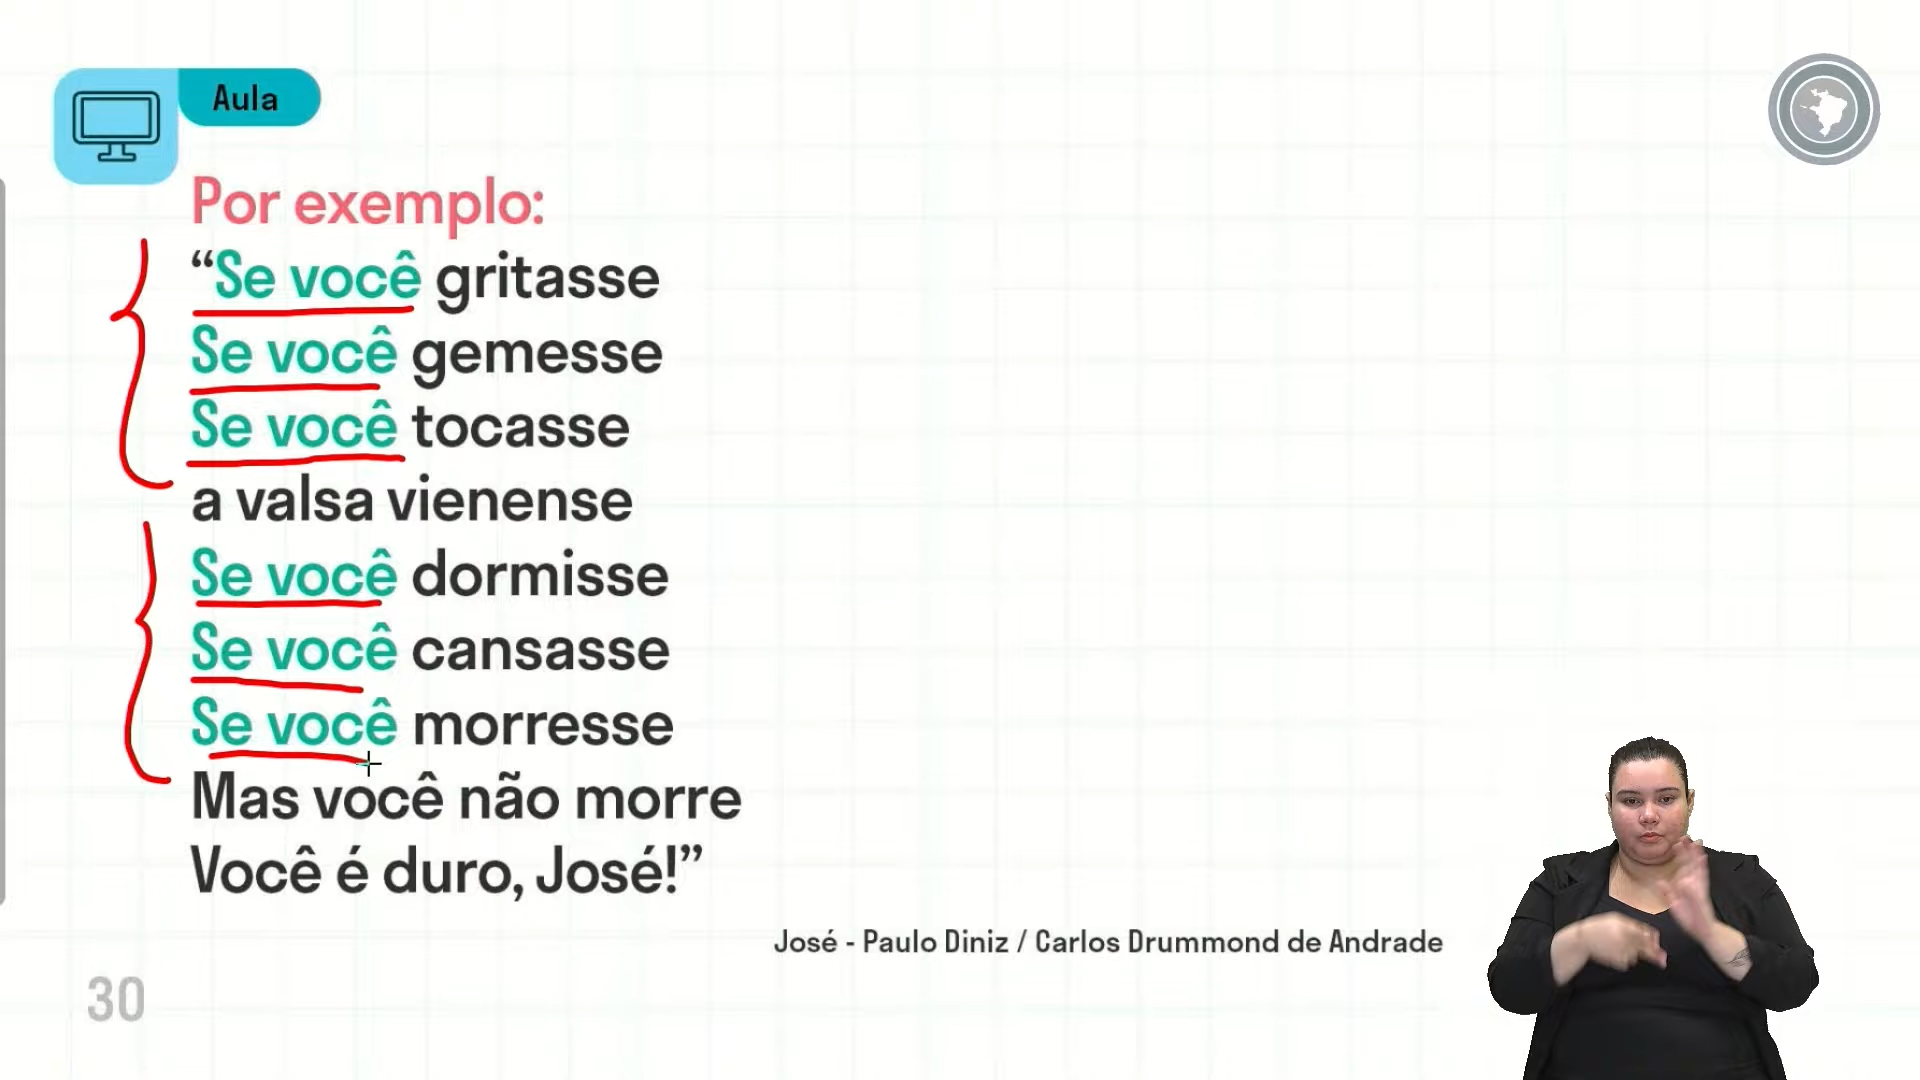 Aula
Por exemplo:
“Se você gritasse
Se você gemesse
Se você tocasse
a valsa vienense
Se você dormisse
Se você cansasse
Se você morresse
Mas você não morre
Você é duro, José!”
José - Paulo Diniz / Carlos Drummond de Andrade
30